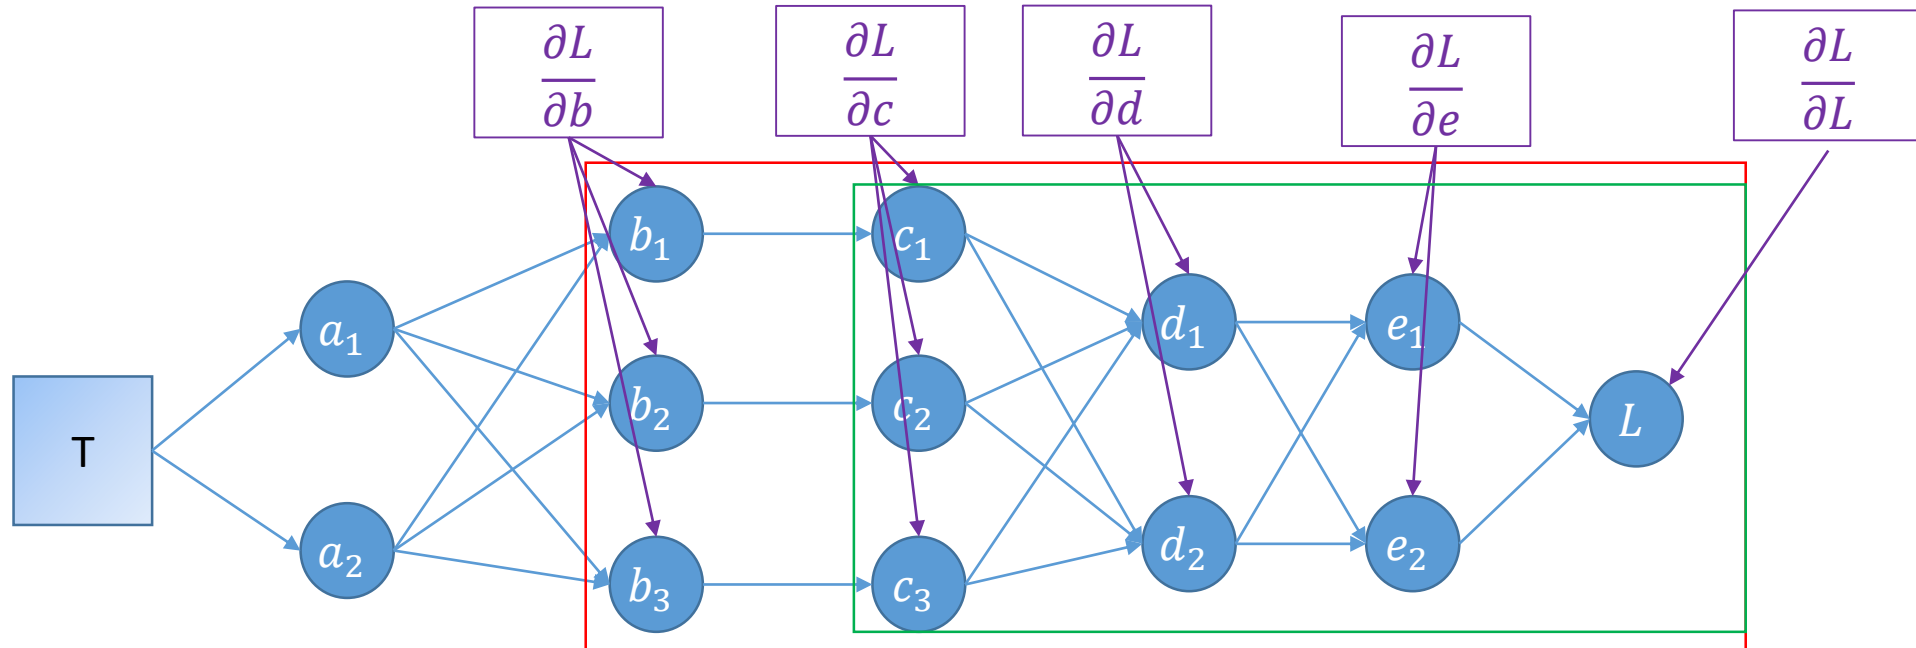 ∂L/∂b
∂L/∂c
∂L/∂d
∂L/∂e
∂L/∂L
T
a₁
a₂
b₁
b₂
b₃
c₁
c₂
c₃
d₁
d₂
e₁
e₂
L